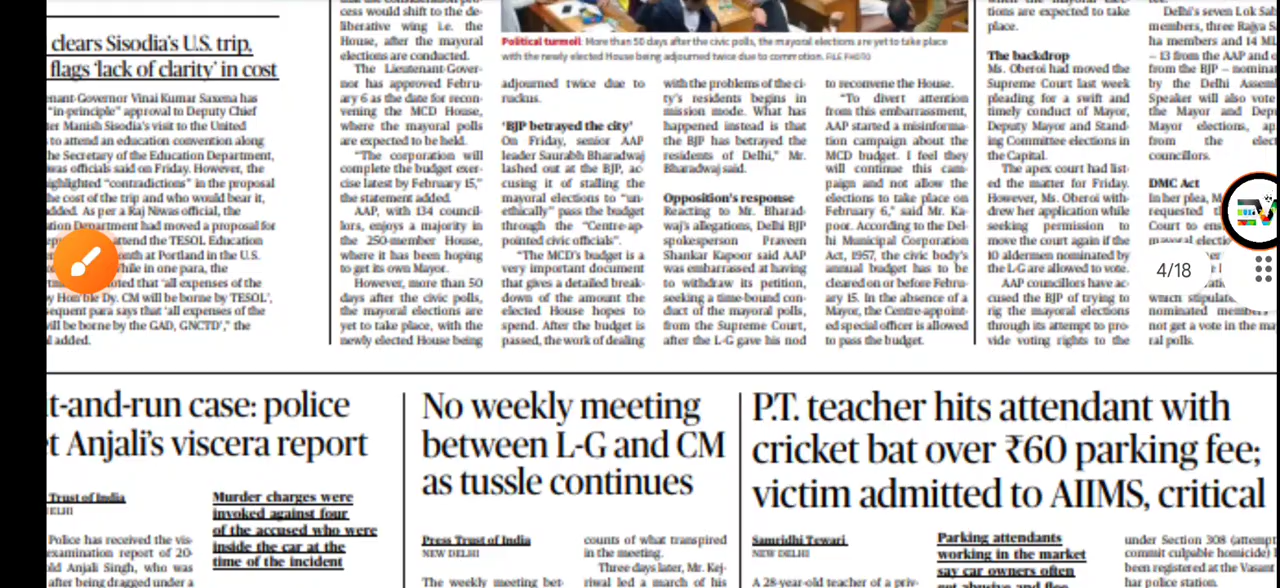 clears Sisodia's U.S. trip,
flags 'lack of clarity' in cost
nant-Governor Vinai Kumar Saxena has
"in-principle" approval to Deputy Chief
Manish Sisodia's visit to the United
to attend an education convention along
the Secretary of the Education Department,
was officials said on Friday. However, the
highlighted "contradictions" in the proposal
the cost of the trip and who would bear it,
added. As per a Raj Niwas official, the
Department had moved a proposal for
attend the TESOL Education
at Portland in the U.S.
While in one para, the
noted that 'all expenses of the
Hon'ble Dy. CM will be borne by TESOL',
sequent para says that 'all expenses of the
will be borne by the GAD, GNCTD'," the
added.
cess would shift to the de-
liberative wing i.e. the
House, after the mayoral
elections are conducted.
The Lieutenant-Gover-
nor has approved Febru-
ary 6 as the date for recon-
vening the MCD House,
where the mayoral polls
are expected to be held.
"The corporation will
complete the budget exer-
cise latest by February 15,"
the statement added.
AAP, with 134 council-
lors, enjoys a majority in
the 250-member House,
where it has been hoping
to get its own Mayor.
However, more than 50
days after the civic polls,
the mayoral elections are
yet to take place, with the
newly elected House being
Political turmoil: More than 50 days after the civic polls, the mayoral elections are yet to take place
with the newly elected House being adjourned twice due to commotion. FILE PHOTO
adjourned twice due to
ruckus.
'BJP betrayed the city'
On Friday, senior AAP
leader Saurabh Bharadwaj
lashed out at the BJP, ac-
cusing it of stalling the
mayoral elections to "un-
ethically" pass the budget
through the "Centre-ap-
pointed civic officials".
"The MCD's budget is a
very important document
that gives a detailed break-
down of the amount the
elected House hopes to
spend. After the budget is
passed, the work of dealing
with the problems of the ci-
ty's residents begins in
mission mode. What has
happened instead is that
the BJP has betrayed the
residents of Delhi," Mr.
Bharadwaj said.
Opposition's response
Reacting to Mr. Bharad-
waj's allegations, Delhi BJP
spokesperson Praveen
Shankar Kapoor said AAP
was embarrassed at having
to withdraw its petition,
seeking a time-bound con-
duct of the mayoral polls,
from the Supreme Court,
after the L-G gave his nod
to reconvene the House.
"To divert attention
from this embarrassment,
AAP started a misinforma-
tion campaign about the
MCD budget. I feel they
will continue this cam-
paign and not allow the
elections to take place on
February 6," said Mr. Ka-
poor. According to the Del-
hi Municipal Corporation
Act, 1957, the civic body's
annual budget has to be
cleared on or before Febru-
ary 15. In the absence of a
Mayor, the Centre-appoint-
ed special officer is allowed
to pass the budget.
tions are expected to take
place.
The backdrop
Ms. Oberoi had moved the
Supreme Court last week
pleading for a swift and
timely conduct of Mayor,
Deputy Mayor and Stand-
ing Committee elections in
the Capital.
The apex court had list-
ed the matter for Friday.
However, Ms. Oberoi with-
drew her application while
seeking permission to
move the court again if the
10 aldermen nominated by
the L-G are allowed to vote.
AAP councillors have ac-
cused the BJP of trying to
rig the mayoral elections
through its attempt to pro-
vide voting rights to the
Delhi's seven Lok Sab
members, three Rajya S
ha members and 14 ML
– 13 from the AAP and o
from the BJP – nominat
by the Delhi Assem
Speaker will also vote
the Mayor and Depu
Mayor elections, ap
from the elect
councillors.
DMC Act
In her plea, M
requested t
Court to ens
mayoral electio
4/18
which stipulate
nominated membe
not get a vote in the ma
ral polls.
t-and-run case: police
t Anjali's viscera report
Trust of India
ELHI
Murder charges were
invoked against four
of the accused who were
inside the car at the
time of the incident
Police has received the vis-
examination report of 20-
ld Anjali Singh, who was
after being dragged under a
No weekly meeting
between L-G and CM
as tussle continues
Press Trust of India
NEW DELHI
The weekly meeting bet-
counts of what transpired
in the meeting.
Three days later, Mr. Kej-
riwal led a march of his
P.T. teacher hits attendant with
cricket bat over ₹60 parking fee;
victim admitted to AIIMS, critical
Samridhi Tewari
NEW DELHI
A 28-year-old teacher of a priv-
Parking attendants
working in the market
say car owners often
under Section 308 (attempt
commit culpable homicide)
been registered at the Vasant
jar police station.